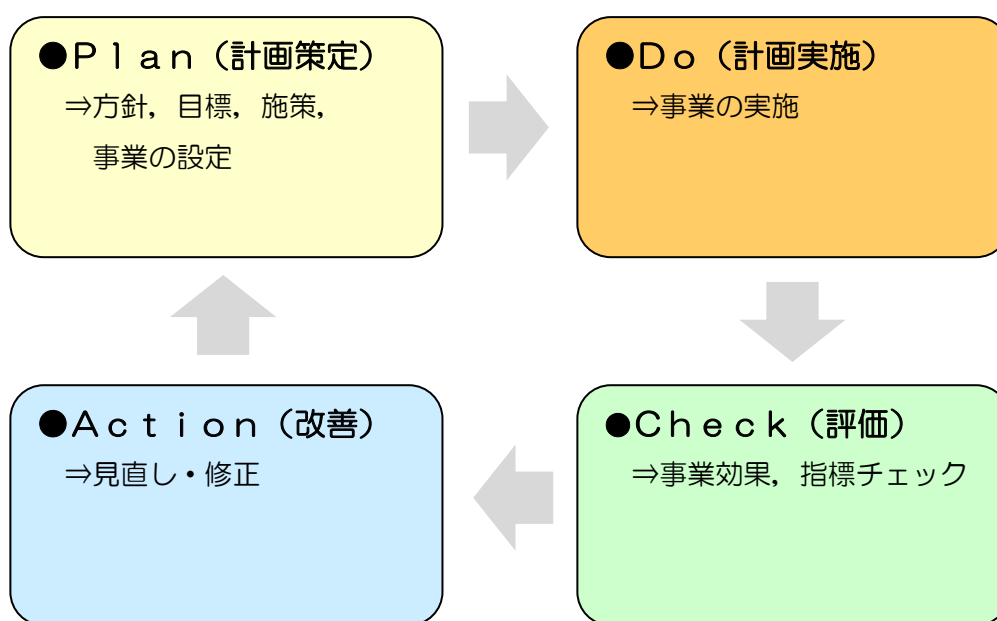 ●Ｐｌａｎ（計画策定）
⇒方針，目標，施策，
事業の設定
●Ｄｏ（計画実施）
⇒事業の実施
●Ｃｈｅｃｋ（評価）
⇒事業効果，指標チェック
●Ａｃｔｉｏｎ（改善）
⇒見直し・修正